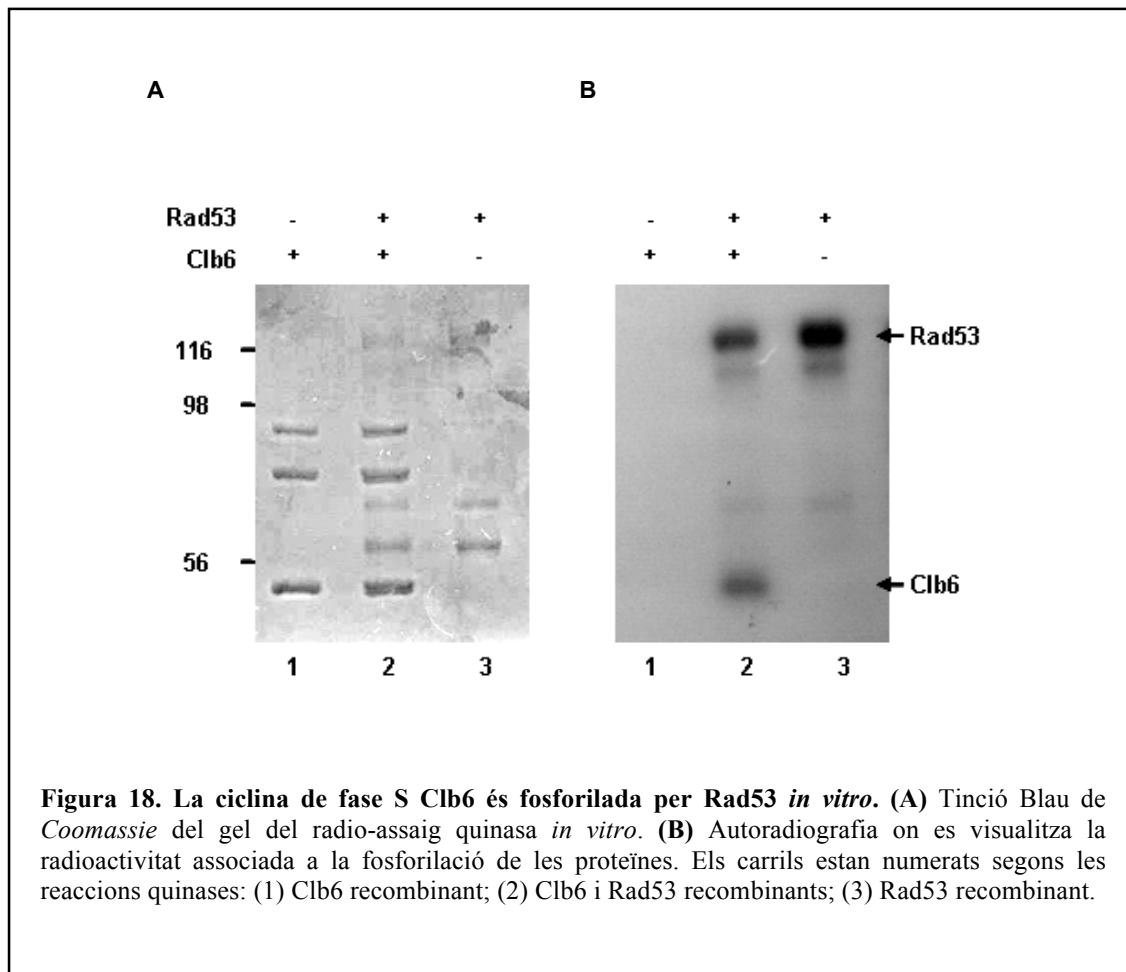 A B
Rad53 - + + - + +
Clb6 + + - + + -
116
98
56
Rad53
Clb6
1 2 3 1 2 3
Figura 18. La ciclina de fase S Clb6 és fosforilada per Rad53 in vitro. (A) Tinció Blau de
Coomassie del gel del radio-assaig quinasa in vitro. (B) Autoradiografia on es visualitza la
radioactivitat associada a la fosforilació de les proteïnes. Els carrils estan numerats segons les
reaccions quinases: (1) Clb6 recombinant; (2) Clb6 i Rad53 recombinants; (3) Rad53 recombinant.